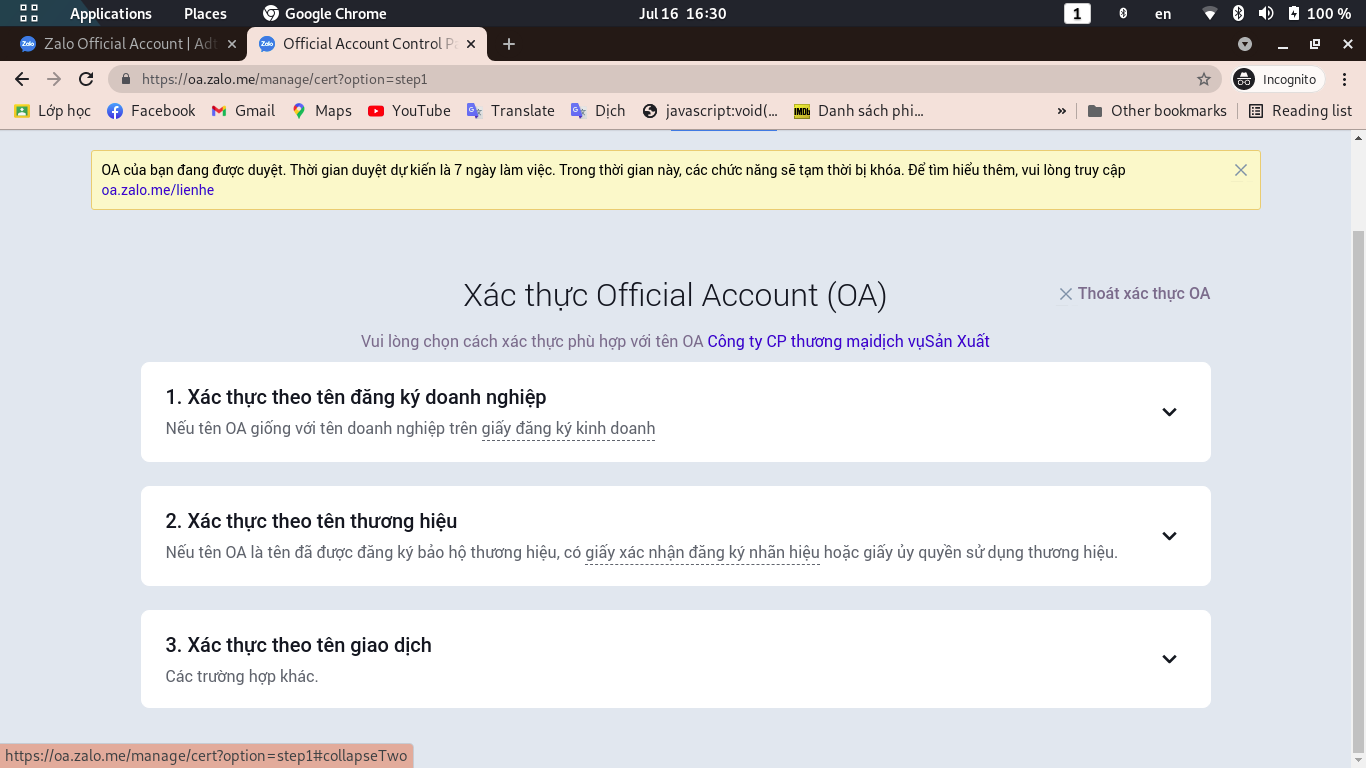 Applications Places Google Chrome Jul 16 16:30 1 en 100 %
Zalo Official Account | Adt Official Account Control Pa
https://oa.zalo.me/manage/cert?option=step1 Incognito
Lớp học Facebook Gmail Maps YouTube Translate Dịch javascript:void(... IMDb Danh sách phi... » Other bookmarks Reading list
OA của bạn đang được duyệt. Thời gian duyệt dự kiến là 7 ngày làm việc. Trong thời gian này, các chức năng sẽ tạm thời bị khóa. Để tìm hiểu thêm, vui lòng truy cập
oa.zalo.me/lienhe
Xác thực Official Account (OA)
Thoát xác thực OA
Vui lòng chọn cách xác thực phù hợp với tên OA Công ty CP thương mạidịch vụSản Xuất
1. Xác thực theo tên đăng ký doanh nghiệp
Nếu tên OA giống với tên doanh nghiệp trên giấy đăng ký kinh doanh
2. Xác thực theo tên thương hiệu
Nếu tên OA là tên đã được đăng ký bảo hộ thương hiệu, có giấy xác nhận đăng ký nhãn hiệu hoặc giấy ủy quyền sử dụng thương hiệu.
3. Xác thực theo tên giao dịch
Các trường hợp khác.
https://oa.zalo.me/manage/cert?option=step1#collapseTwo